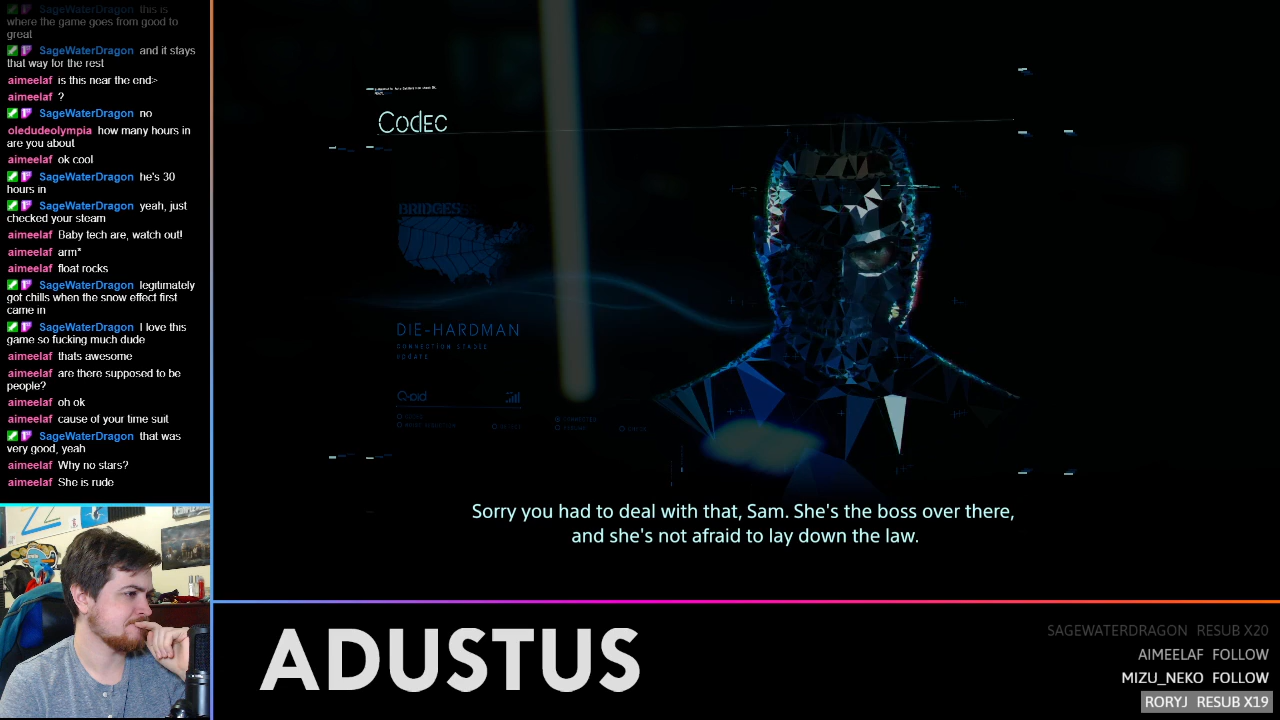 SageWaterDragon this is
where the game goes from good to
great
SageWaterDragon and it stays
that way for the rest
aimeelaf is this near the end>
aimeelaf ?
SageWaterDragon no
oledudeolympia how many hours in
are you about
aimeelaf ok cool
SageWaterDragon he's 30
hours in
SageWaterDragon yeah, just
checked your steam
aimeelaf Baby tech are, watch out!
aimeelaf arm*
aimeelaf float rocks
SageWaterDragon legitimately
got chills when the snow effect first
came in
SageWaterDragon I love this
game so fucking much dude
aimeelaf thats awesome
aimeelaf are there supposed to be
people?
aimeelaf oh ok
aimeelaf cause of your time suit
SageWaterDragon that was
very good, yeah
aimeelaf Why no stars?
aimeelaf She is rude
Codec
BRIDGES
DIE-HARDMAN
update
Q-pid
Sorry you had to deal with that, Sam. She's the boss over there,
and she's not afraid to lay down the law.
ADUSTUS
SAGEWATERDRAGON RESUB X20
AIMEELAF FOLLOW
MIZU_NEKO FOLLOW
RORYJ RESUB X19